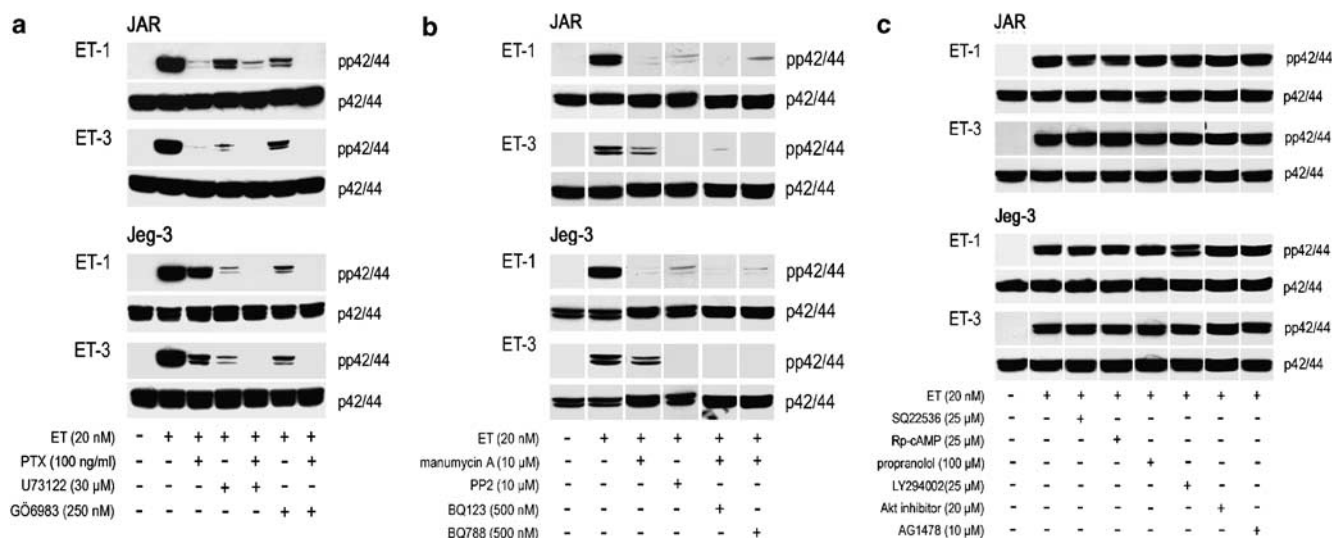 a
JAR
ET-1
pp42/44
p42/44
ET-3
pp42/44
p42/44
Jeg-3
ET-1
pp42/44
p42/44
ET-3
pp42/44
p42/44
ET (20 nM) - + + + + + +
PTX (100 ng/ml) - - + - + - +
U73122 (30 µM) - - - + + - -
GÖ6983 (250 nM) - - - - - + +
b
JAR
ET-1
pp42/44
p42/44
ET-3
pp42/44
p42/44
Jeg-3
ET-1
pp42/44
p42/44
ET-3
pp42/44
p42/44
ET (20 nM) - + + + + +
manumycin A (10 µM) - - + - + +
PP2 (10 µM) - - - + - -
BQ123 (500 nM) - - - - + -
BQ788 (500 nM) - - - - - +
c
JAR
ET-1
pp42/44
p42/44
ET-3
pp42/44
p42/44
Jeg-3
ET-1
pp42/44
p42/44
ET-3
pp42/44
p42/44
ET (20 nM) - + + + + + + +
SQ22536 (25 µM) - - + - - - - -
Rp-cAMP (25 µM) - - - + - - - -
propranolol (100 µM) - - - - + - - -
LY294002(25 µM) - - - - - + - -
Akt inhibitor (20 µM) - - - - - - + -
AG1478 (10 µM) - - - - - - - +